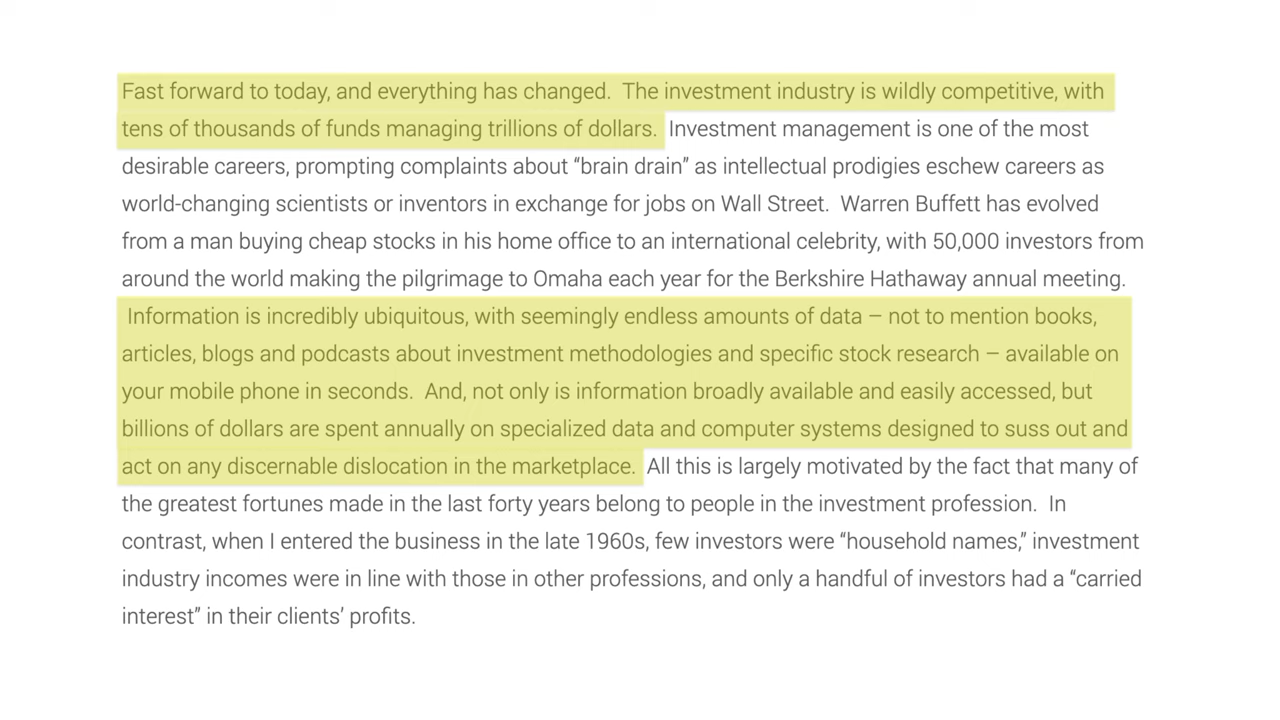 Fast forward to today, and everything has changed.  The investment industry is wildly competitive, with
tens of thousands of funds managing trillions of dollars.  Investment management is one of the most
desirable careers, prompting complaints about “brain drain” as intellectual prodigies eschew careers as
world-changing scientists or inventors in exchange for jobs on Wall Street.  Warren Buffett has evolved
from a man buying cheap stocks in his home office to an international celebrity, with 50,000 investors from
around the world making the pilgrimage to Omaha each year for the Berkshire Hathaway annual meeting.
Information is incredibly ubiquitous, with seemingly endless amounts of data – not to mention books,
articles, blogs and podcasts about investment methodologies and specific stock research – available on
your mobile phone in seconds.  And, not only is information broadly available and easily accessed, but
billions of dollars are spent annually on specialized data and computer systems designed to suss out and
act on any discernable dislocation in the marketplace.  All this is largely motivated by the fact that many of
the greatest fortunes made in the last forty years belong to people in the investment profession.  In
contrast, when I entered the business in the late 1960s, few investors were “household names,” investment
industry incomes were in line with those in other professions, and only a handful of investors had a “carried
interest” in their clients’ profits.